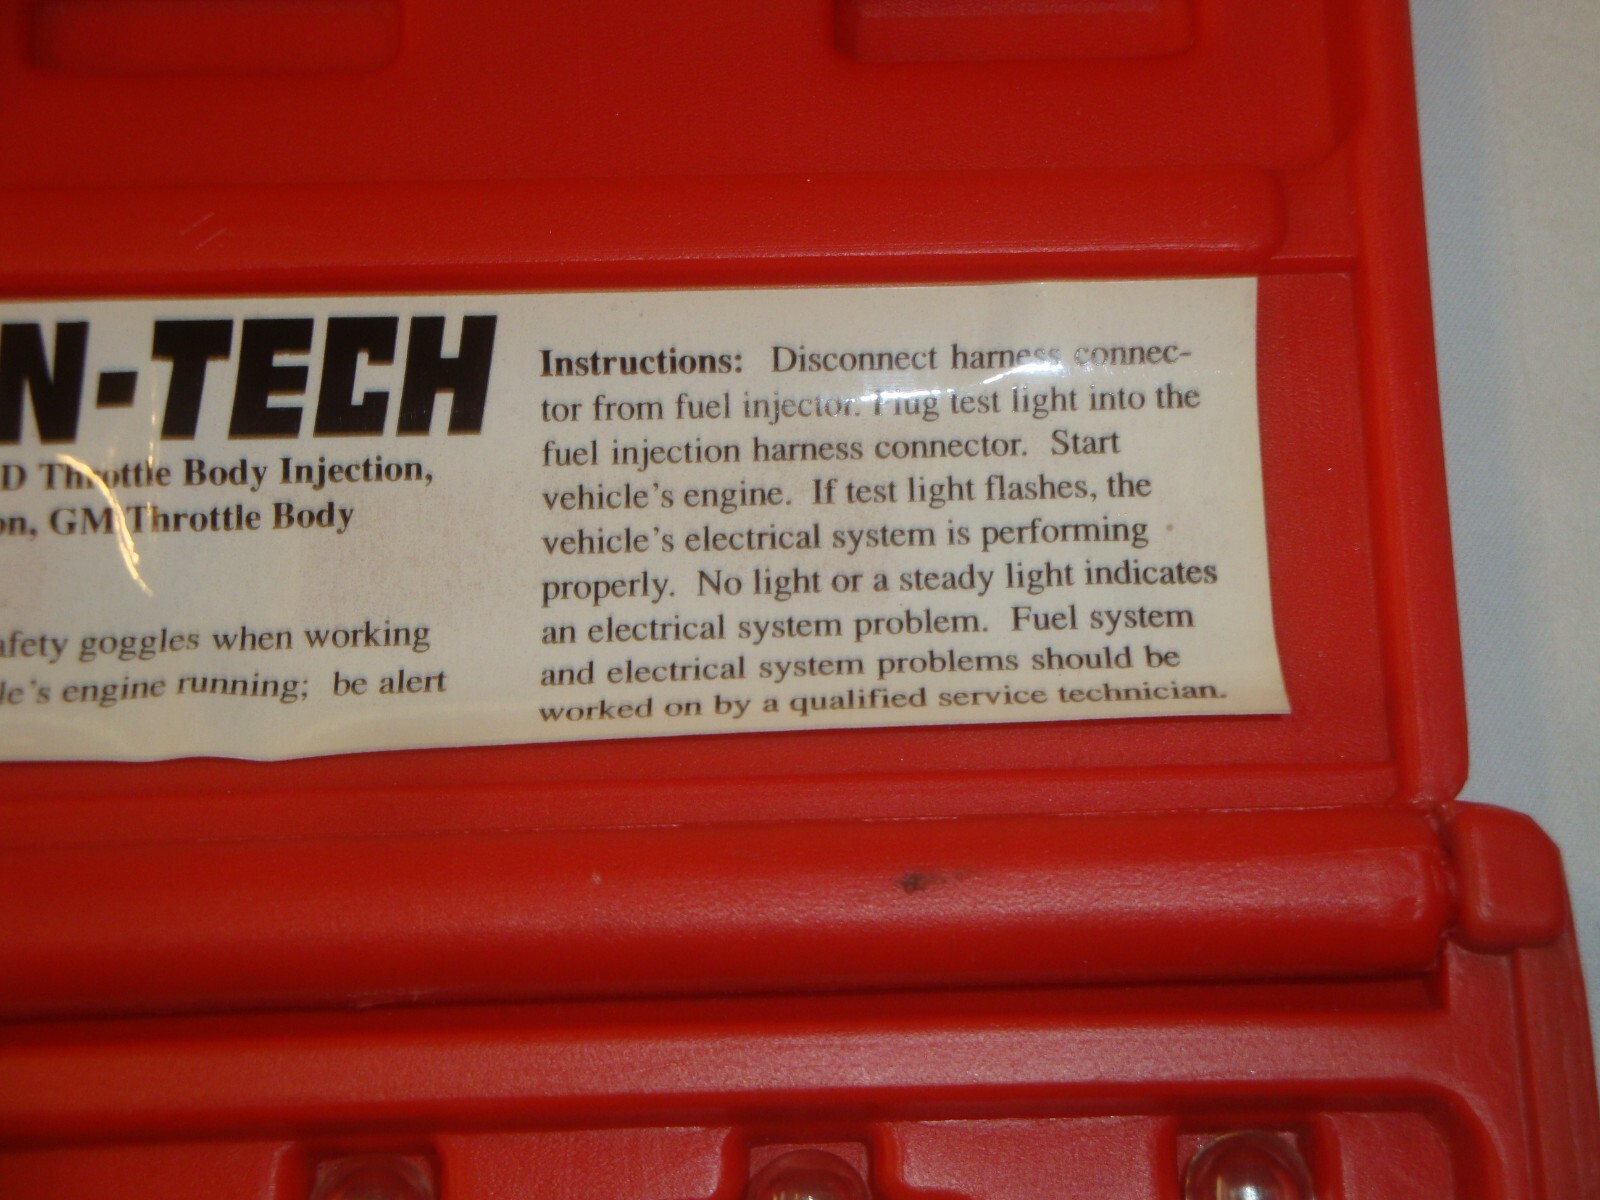 N-TECH
D Throttle Body Injection,
on, GM Throttle Body
afety goggles when working
le's engine running; be alert
Instructions: Disconnect harness connec-
tor from fuel injector. Plug test light into the
fuel injection harness connector. Start
vehicle's engine. If test light flashes, the
vehicle's electrical system is performing
properly. No light or a steady light indicates
an electrical system problem. Fuel system
and electrical system problems should be
worked on by a qualified service technician.